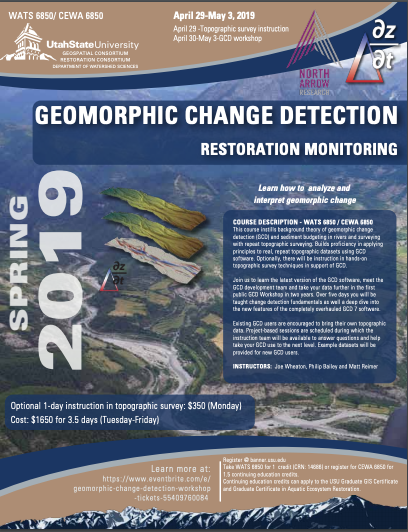 WATS 6850/ CEWA 6850
April 29-May 3, 2019
April 29 -Topographic survey instruction
April 30-May 3-GCD workshop
UtahStateUniversity
GEOSPATIAL CONSORTIUM
RESTORATION CONSORTIUM
DEPARTMENT OF WATERSHED SCIENCES
NORTH
ARROW
RESEARCH
∂z
∂t
GEOMORPHIC CHANGE DETECTION
RESTORATION MONITORING
SPRING
2019
Learn how to analyze and
interpret geomorphic change
∂z
∂t
COURSE DESCRIPTION - WATS 6850 / CEWA 6850
This course instills background theory of geomorphic change
detection (GCD) and sediment budgeting in rivers and surveying
with repeat topographic surveying. Builds proficiency in applying
principles to real, repeat topographic datasets using GCD
software. Optionally, there will be instruction in hands-on
topographic survey techniques in support of GCD.
Join us to learn the latest version of the GCD software, meet the
GCD development team and take your data further in the first
public GCD Workshop in two years. Over five days you will be
taught change detection fundamentals as well as a deep dive into
the new features of the completely overhauled GCD 7 software.
Existing GCD users are encouraged to bring their own topographic
data. Project-based sessions are scheduled during which the
instruction team will be available to answer questions and help
take your GCD use to the next level. Example datasets will be
provided for new GCD users.
INSTRUCTORS: Joe Wheaton, Philip Bailey and Matt Reimer
Optional 1-day instruction in topographic survey: $350 (Monday)
Cost: $1650 for 3.5 days (Tuesday-Friday)
Learn more at:
https://www.eventbrite.com/e/
geomorphic-change-detection-workshop
-tickets-55409760084
Register @ banner.usu.edu
Take WATS 6850 for 1 credit (CRN: 14686) or register for CEWA 6850 for
1.5 continuing education credits.
Continuing education credits can apply to the USU Graduate GIS Certificate
and Graduate Certificate in Aquatic Ecosystem Restoration.